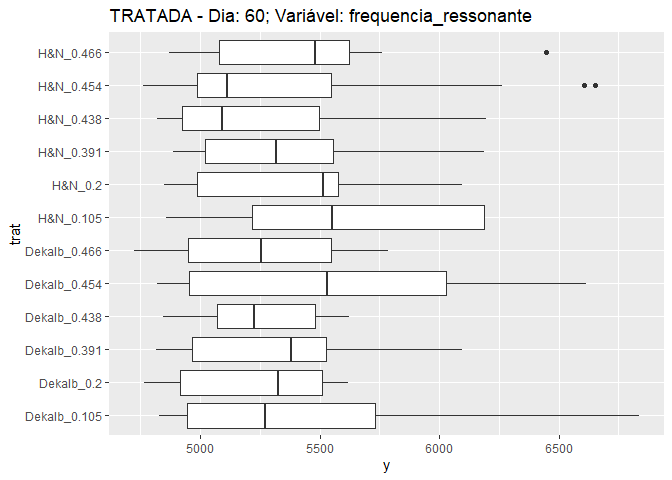 TRATADA - Dia: 60; Variável: frequencia_ressonante
H&N_0.466
H&N_0.454
H&N_0.438
H&N_0.391
H&N_0.2
H&N_0.105
trat
Dekalb_0.466
Dekalb_0.454
Dekalb_0.438
Dekalb_0.391
Dekalb_0.2
Dekalb_0.105
5000 5500 6000 6500
y